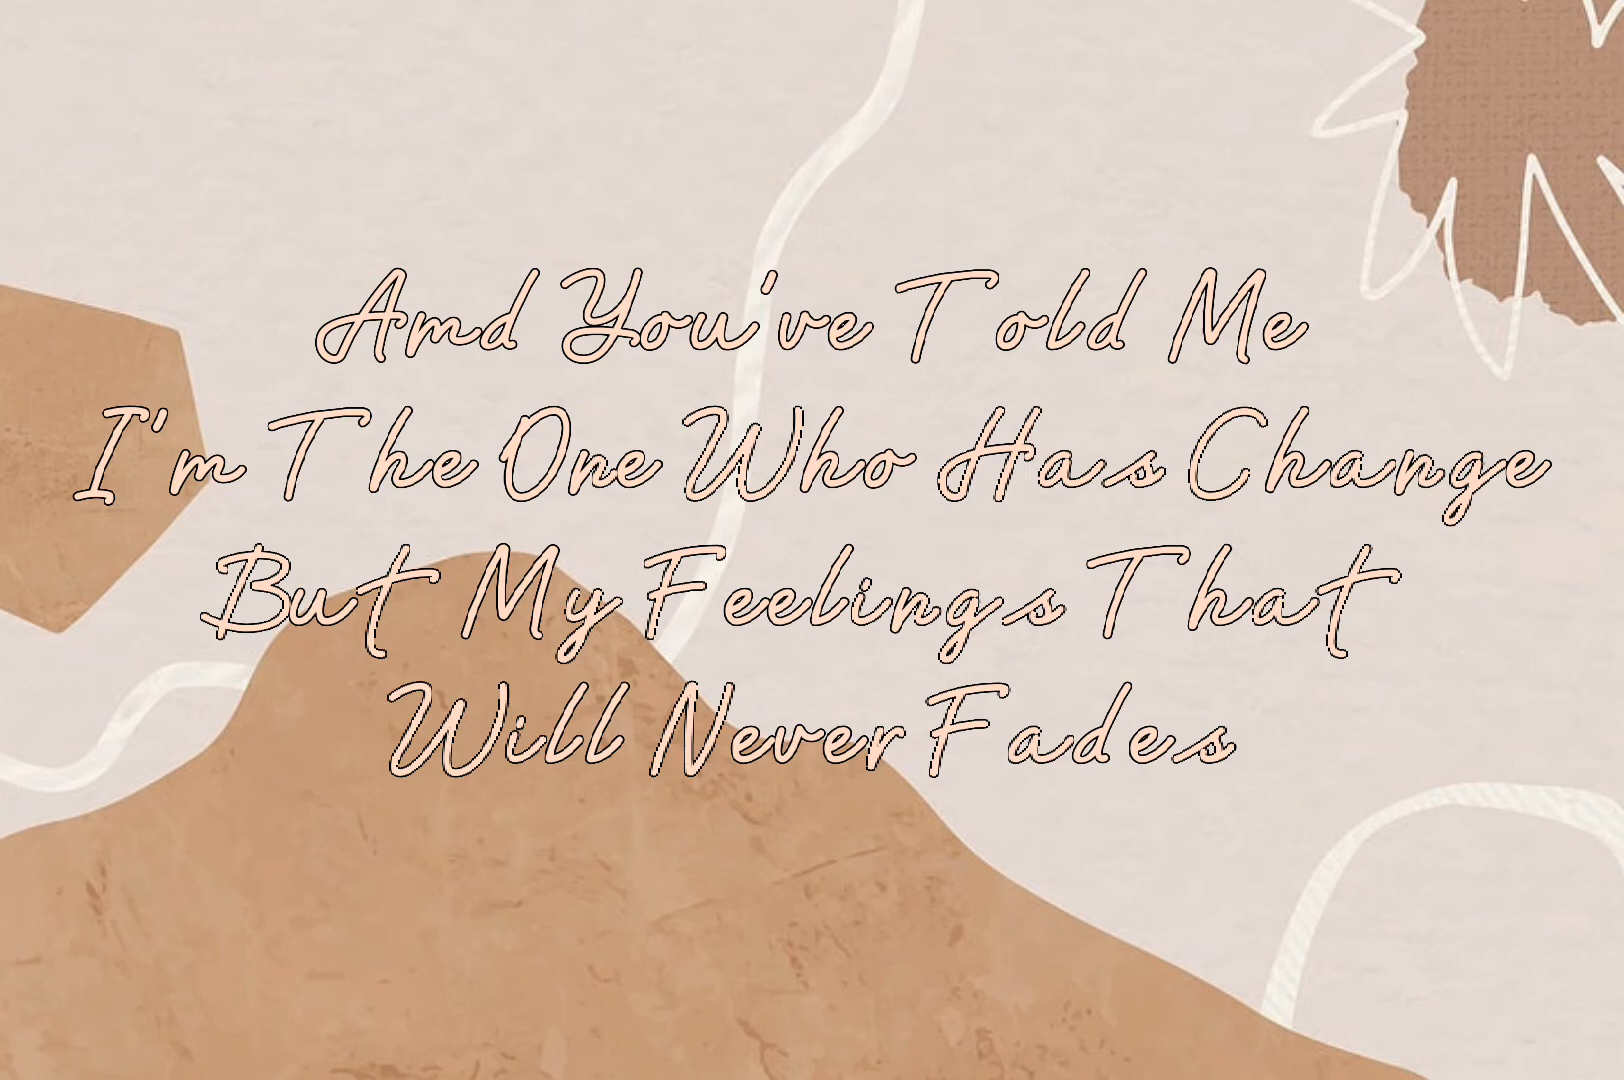 Amd You've Told Me
I'm The One Who Has Change
But My Feelings That
Will Never Fades